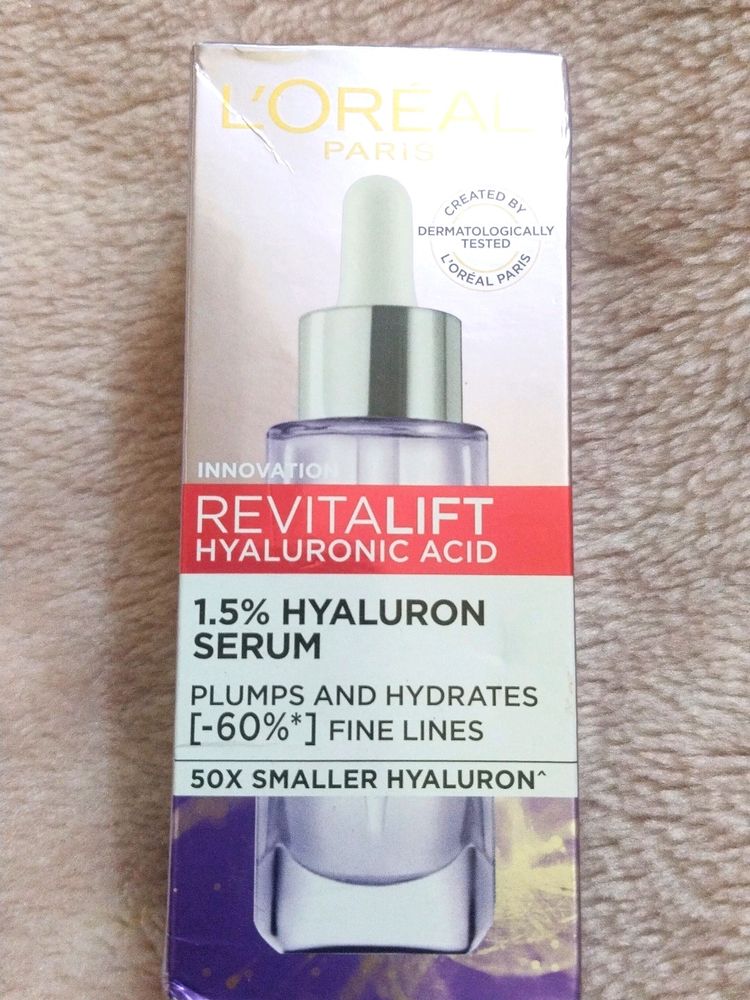 L'ORÉAL
PARIS
CREATED BY
DERMATOLOGICALLY
TESTED
L'ORÉAL PARIS
INNOVATION
REVITALIFT
HYALURONIC ACID
1.5% HYALURON
SERUM
PLUMPS AND HYDRATES
[-60%*] FINE LINES
50X SMALLER HYALURON^